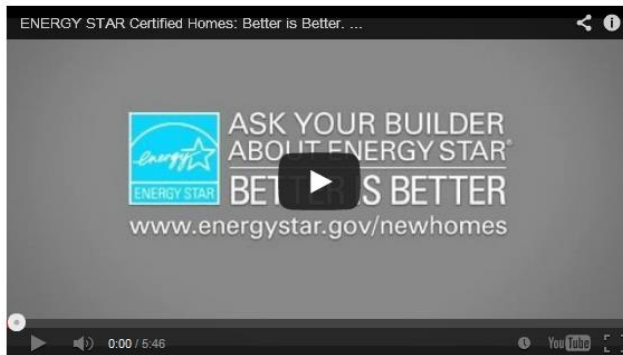 ENERGY STAR Certified Homes: Better is Better. ...
ASK YOUR BUILDER
ABOUT ENERGY STAR®
energy
ENERGY STAR
BETTER IS BETTER
www.energystar.gov/newhomes
0:00 / 5:46
YouTube